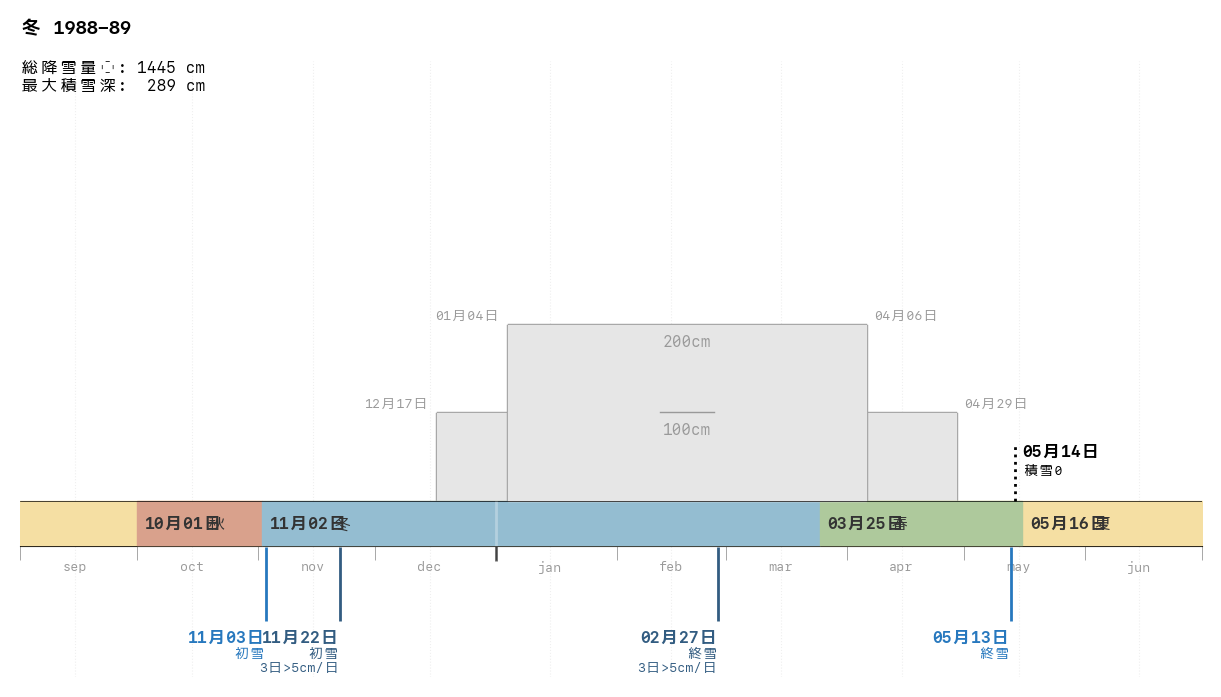 冬 1988–89
総降雪量: 1445 cm
最大積雪深: 289 cm
01月04日
04月06日
200cm
12月17日
04月29日
100cm
05月14日
積雪0
10月01日 秋
11月02日 冬
03月25日 春
05月16日 夏
sep
oct
nov
dec
jan
feb
mar
apr
may
jun
11月03日
初雪
11月22日
初雪
3日>5cm/日
02月27日
終雪
3日>5cm/日
05月13日
終雪